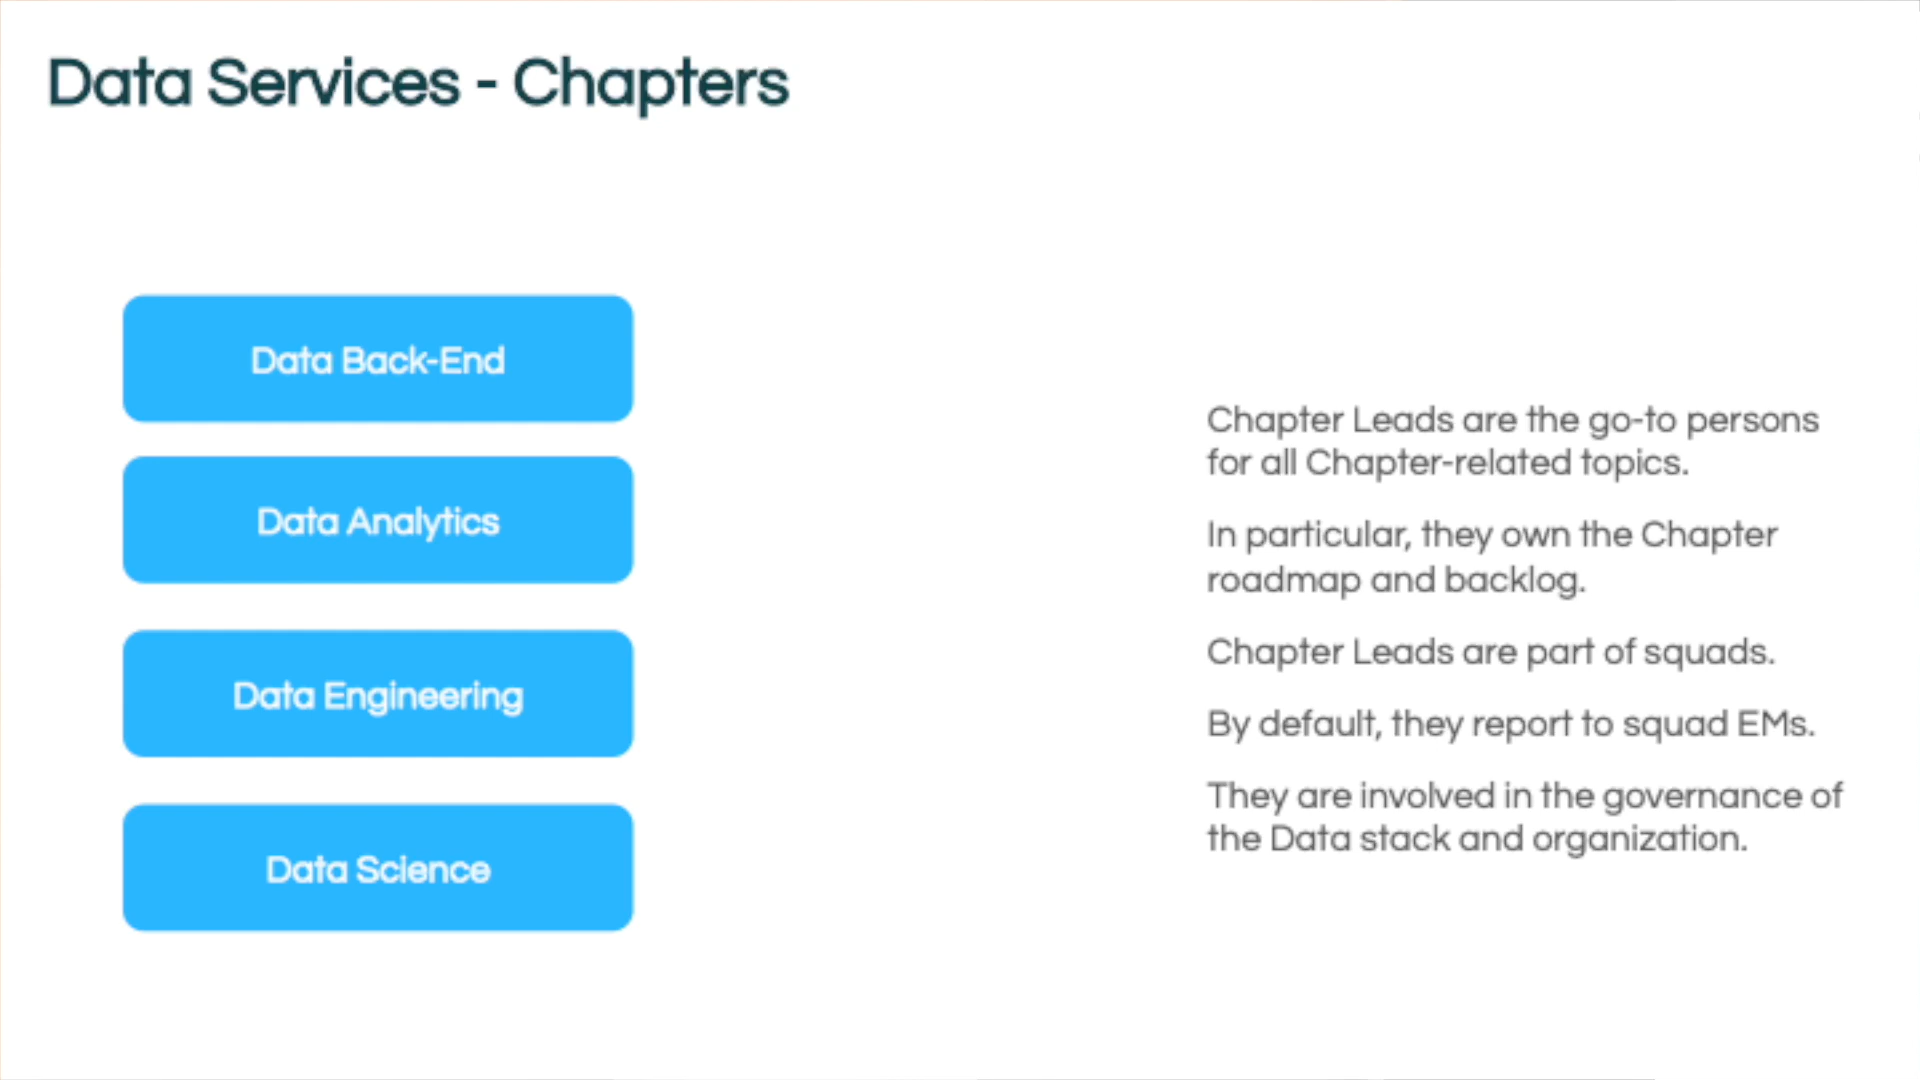 Data Services - Chapters
Data Back-End
Data Analytics
Data Engineering
Data Science
Chapter Leads are the go-to persons
for all Chapter-related topics.
In particular, they own the Chapter
roadmap and backlog.
Chapter Leads are part of squads.
By default, they report to squad EMs.
They are involved in the governance of
the Data stack and organization.